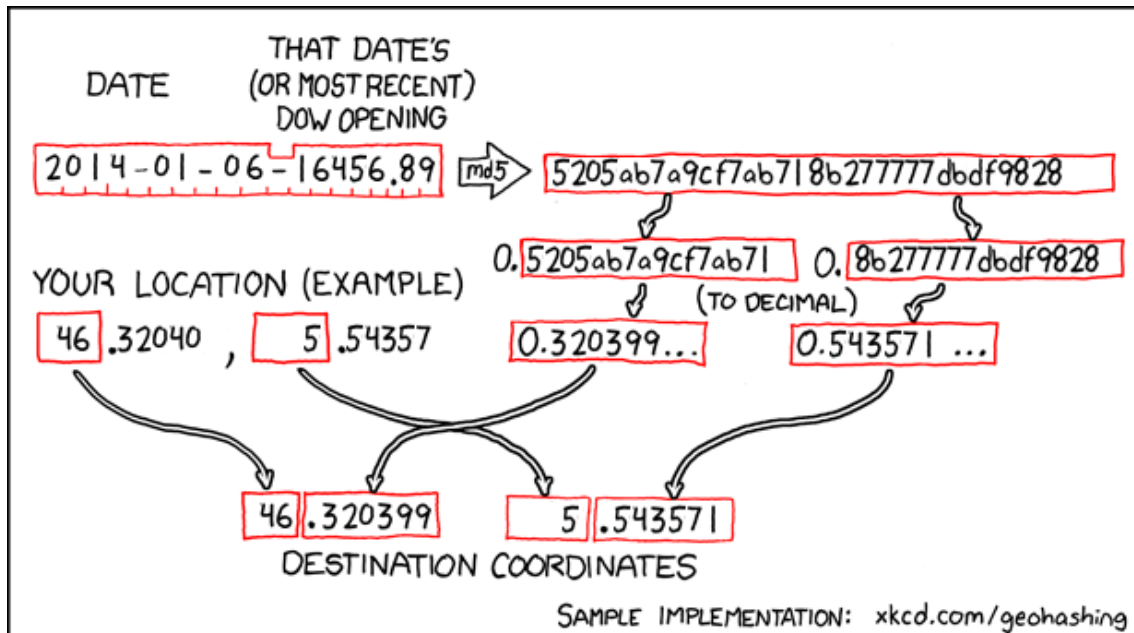 THAT DATE'S
DATE (OR MOST RECENT)
DOW OPENING
2014-01-06-16456.89 md5 5205ab7a9cf7ab718b277777dbdf9828
0.5205ab7a9cf7ab71 0.8b277777dbdf9828
YOUR LOCATION (EXAMPLE) (TO DECIMAL)
46.32040, 5.54357 0.320399... 0.543571...
46.320399 5.543571
DESTINATION COORDINATES
SAMPLE IMPLEMENTATION: xkcd.com/geohashing